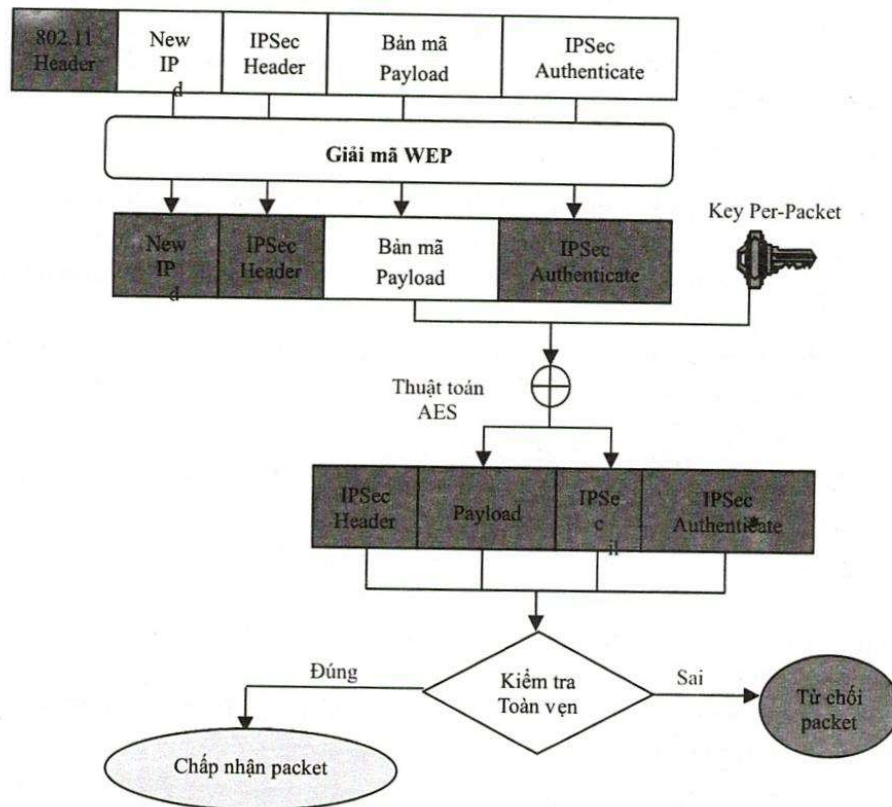 802.11
Header
New
IP
d
IPSec
Header
Bản mã
Payload
IPSec
Authenticate
Giải mã WEP
New
IP
d
IPSec
Header
Bản mã
Payload
IPSec
Authenticate
Key Per-Packet
Thuật toán
AES
IPSec
Header
Payload
IPSe
c
il
IPSec
Authenticate
Đúng
Kiểm tra
Toàn vẹn
Sai
Từ chối
packet
Chấp nhận packet